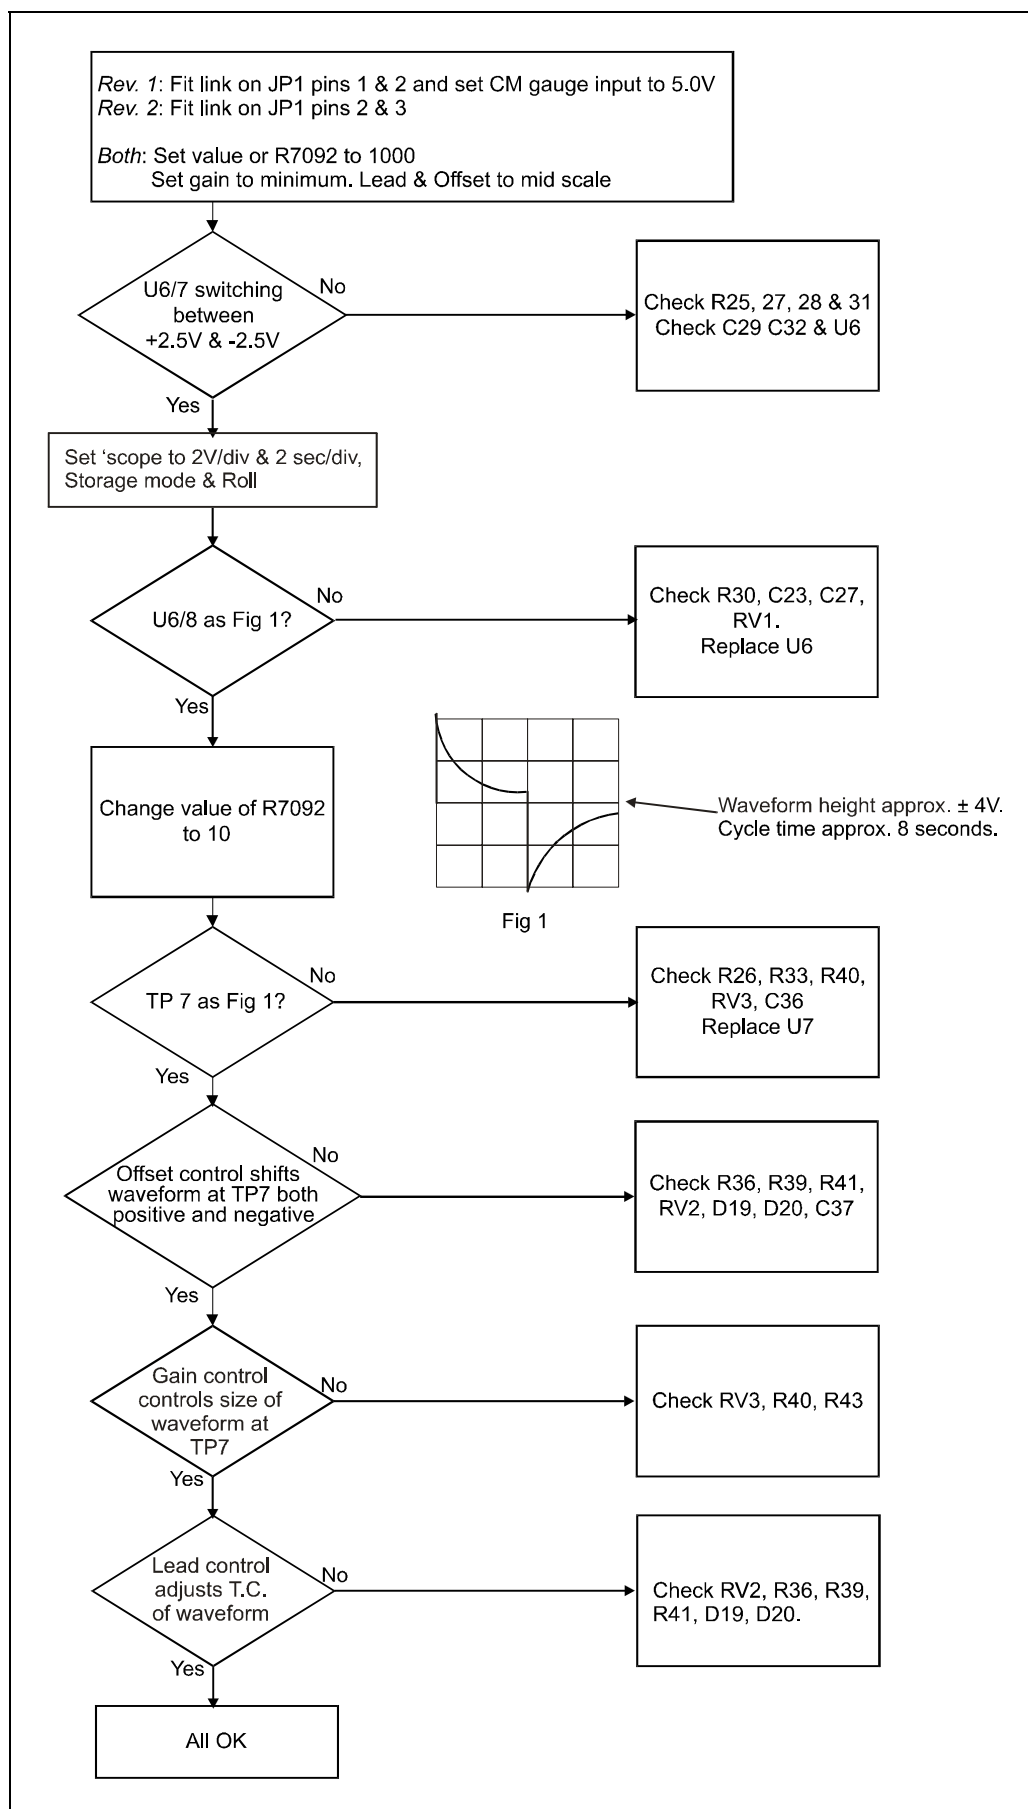 Rev. 1: Fit link on JP1 pins 1 & 2 and set CM gauge input to 5.0V
Rev. 2: Fit link on JP1 pins 2 & 3
Both: Set value or R7092 to 1000
Set gain to minimum. Lead & Offset to mid scale
U6/7 switching
between
+2.5V & -2.5V
No
Check R25, 27, 28 & 31
Check C29 C32 & U6
Yes
Set ‘scope to 2V/div & 2 sec/div,
Storage mode & Roll
U6/8 as Fig 1?
No
Check R30, C23, C27,
RV1.
Replace U6
Yes
Change value of R7092
to 10
Waveform height approx. ± 4V.
Cycle time approx. 8 seconds.
Fig 1
TP 7 as Fig 1?
No
Check R26, R33, R40,
RV3, C36
Replace U7
Yes
Offset control shifts
waveform at TP7 both
positive and negative
No
Check R36, R39, R41,
RV2, D19, D20, C37
Yes
Gain control
controls size of
waveform at
TP7
No
Check RV3, R40, R43
Yes
Lead control
adjusts T.C.
of waveform
No
Check RV2, R36, R39,
R41, D19, D20.
Yes
All OK